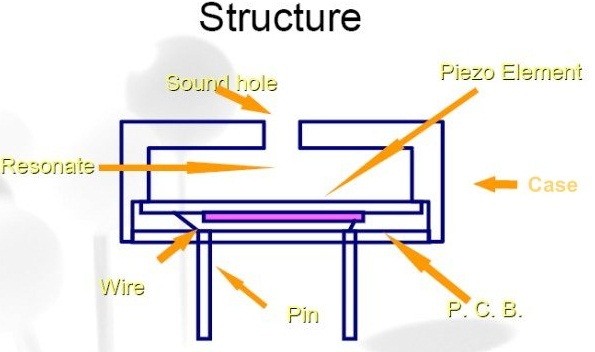 Structure
Sound hole
Piezo Element
Resonate
Case
Wire
Pin
P. C. B.